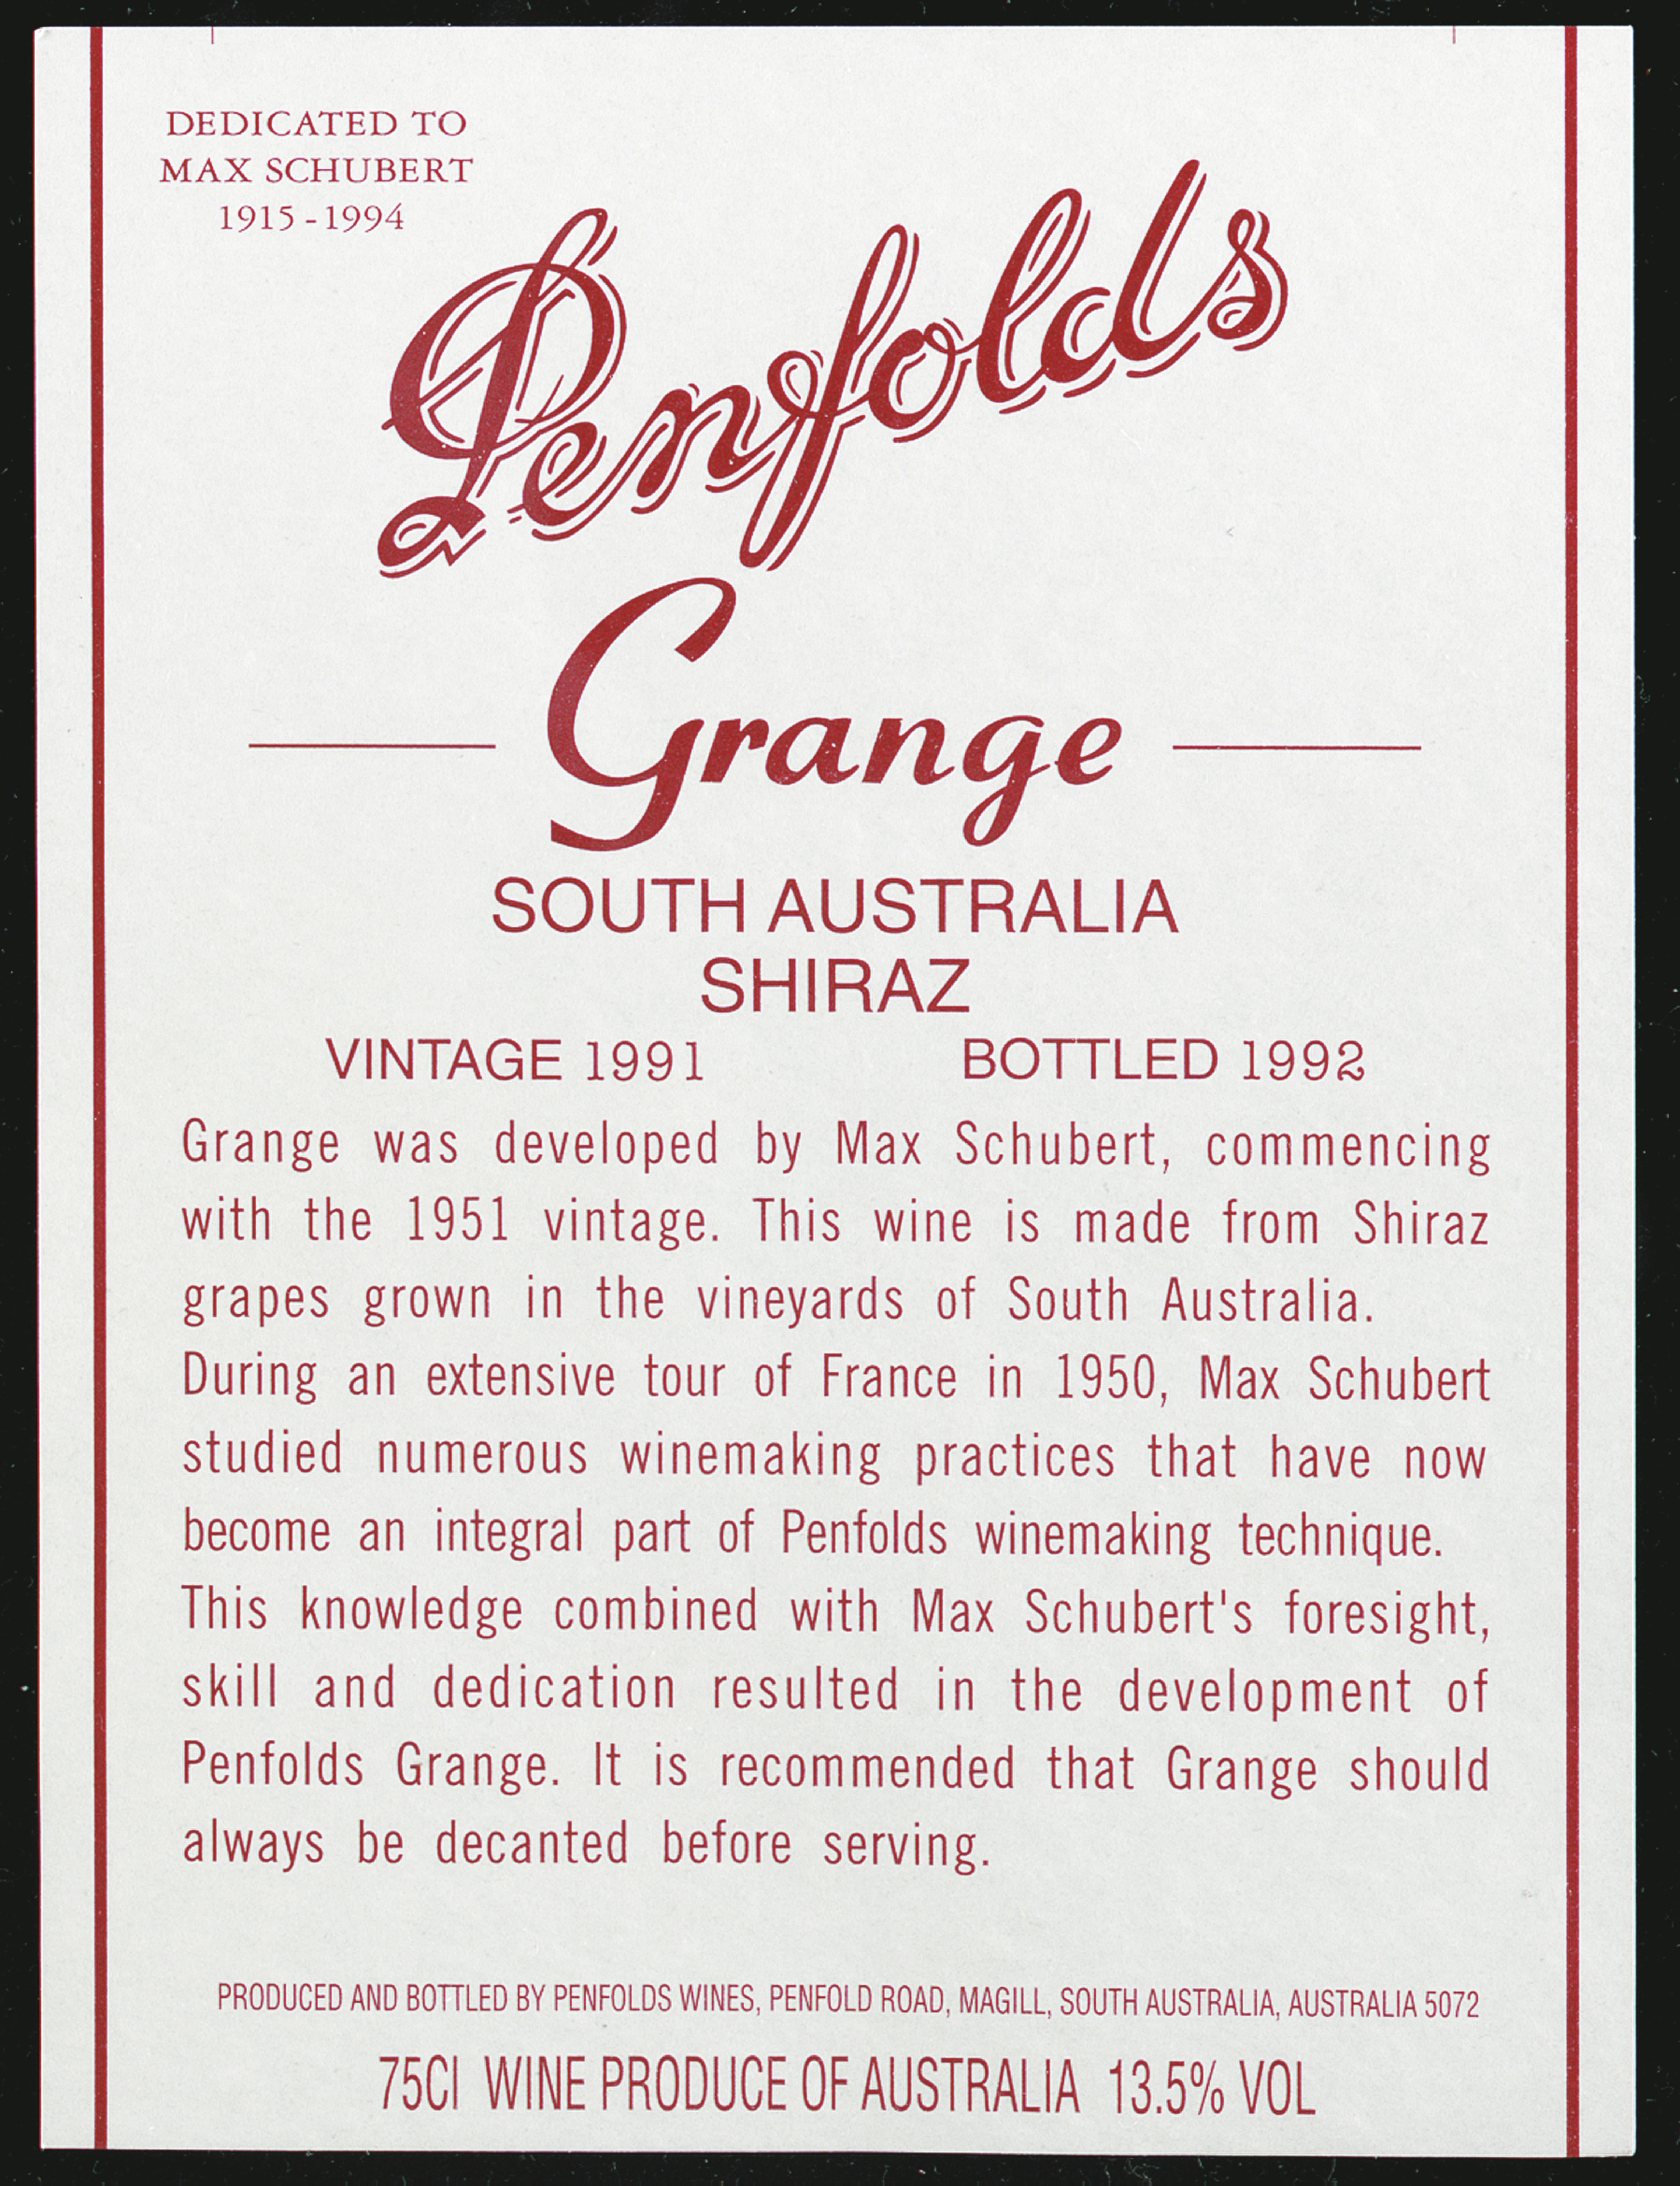 DEDICATED TO
MAX SCHUBERT
1915 - 1994
Penfolds
Grange
SOUTH AUSTRALIA
SHIRAZ
VINTAGE 1991 BOTTLED 1992
Grange was developed by Max Schubert, commencing
with the 1951 vintage. This wine is made from Shiraz
grapes grown in the vineyards of South Australia.
During an extensive tour of France in 1950, Max Schubert
studied numerous winemaking practices that have now
become an integral part of Penfolds winemaking technique.
This knowledge combined with Max Schubert's foresight,
skill and dedication resulted in the development of
Penfolds Grange. It is recommended that Grange should
always be decanted before serving.
PRODUCED AND BOTTLED BY PENFOLDS WINES, PENFOLD ROAD, MAGILL, SOUTH AUSTRALIA, AUSTRALIA 5072
75Cl WINE PRODUCE OF AUSTRALIA 13.5% VOL